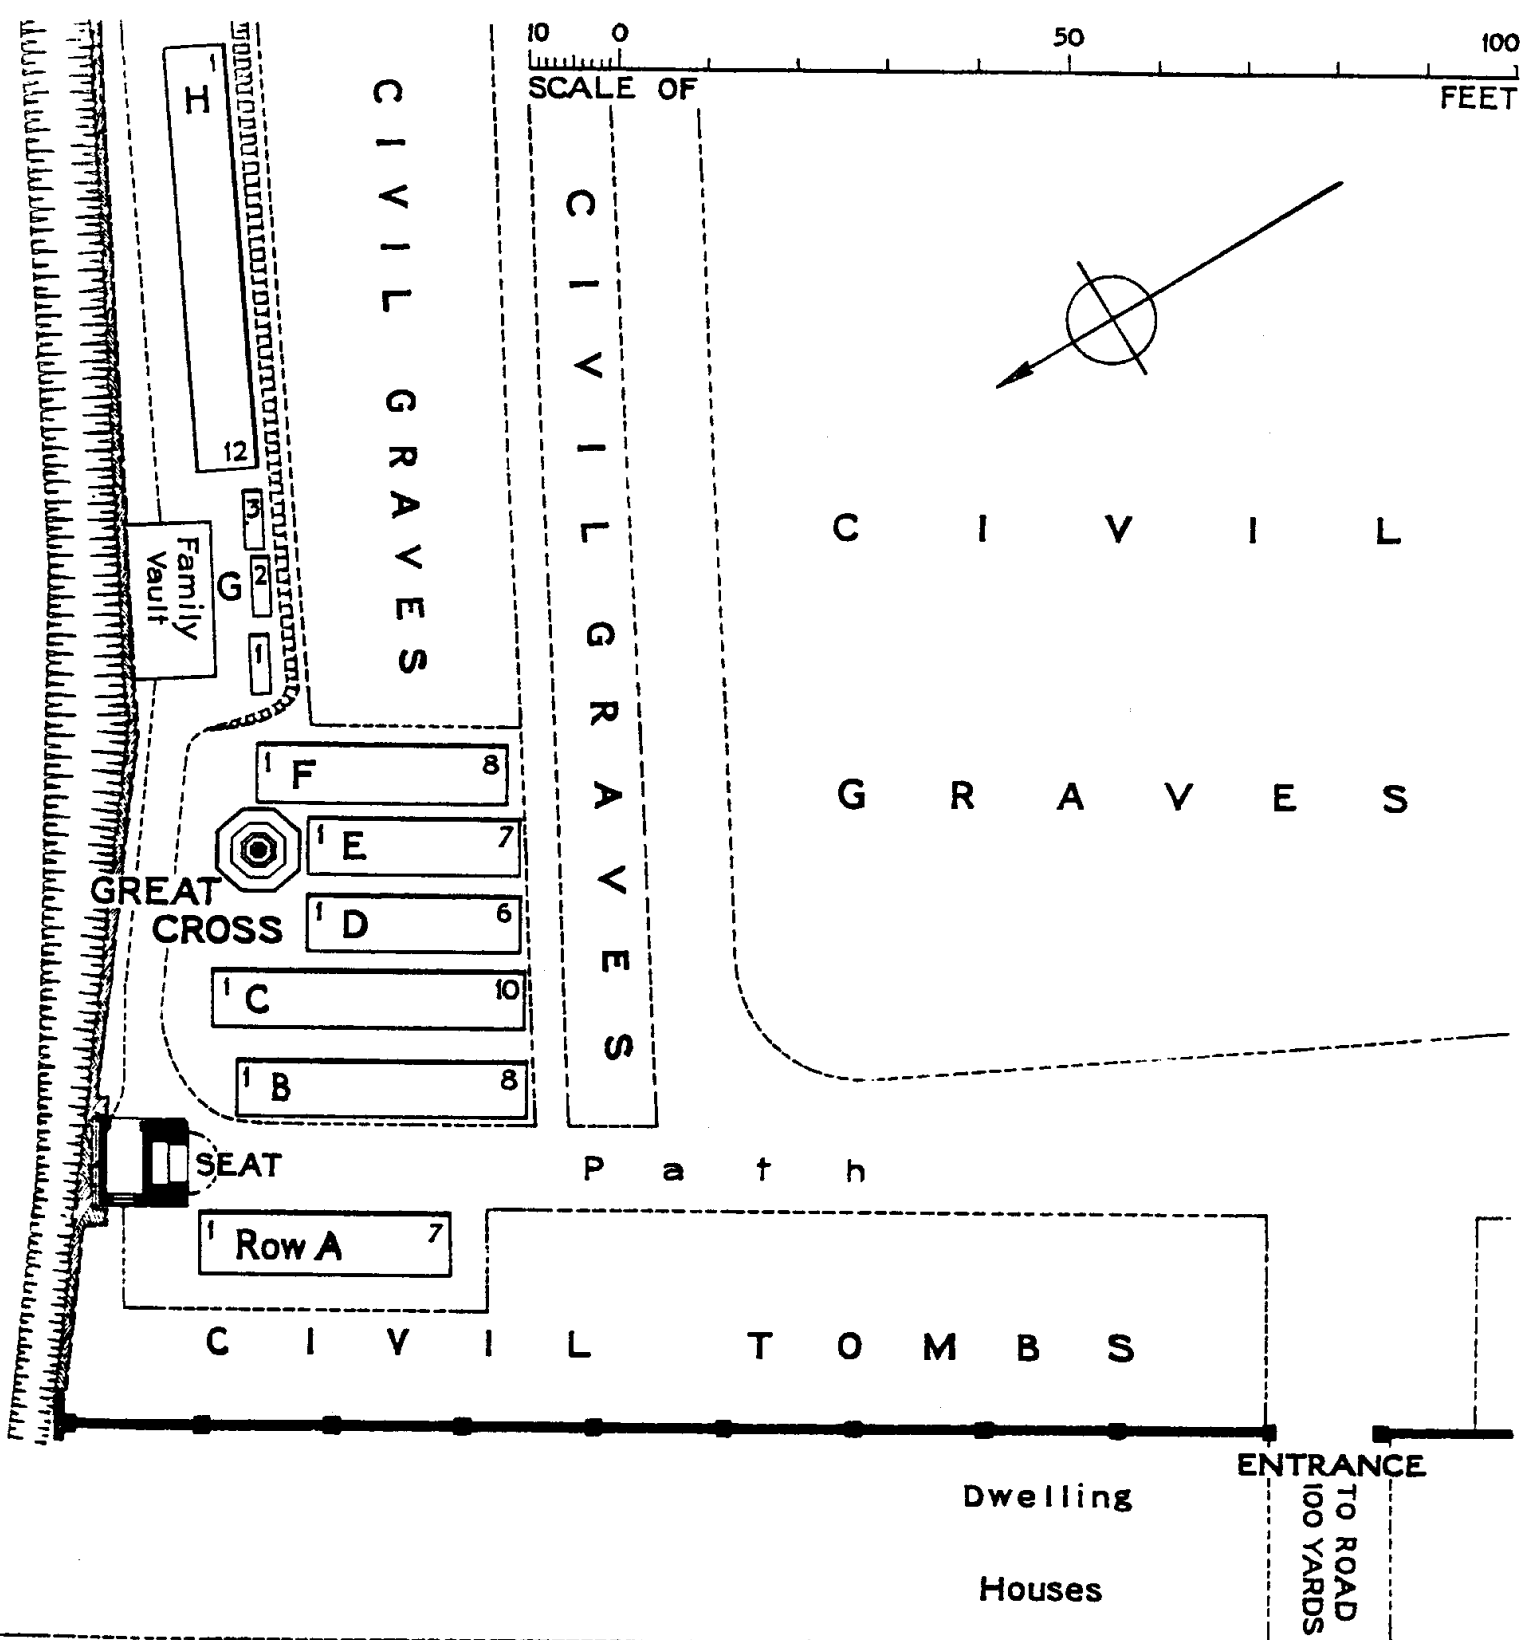 10 0 50 100
SCALE OF FEET
1
H
12
CIVIL GRAVES
CIVIL GRAVES
CIVIL
GRAVES
3
G 2
1
Family
Vault
1 F 8
1 E 7
GREAT
CROSS
1 D 6
1 C 10
1 B 8
SEAT
Path
1 Row A 7
CIVIL TOMBS
ENTRANCE
Dwelling
Houses
TO ROAD
100 YARDS